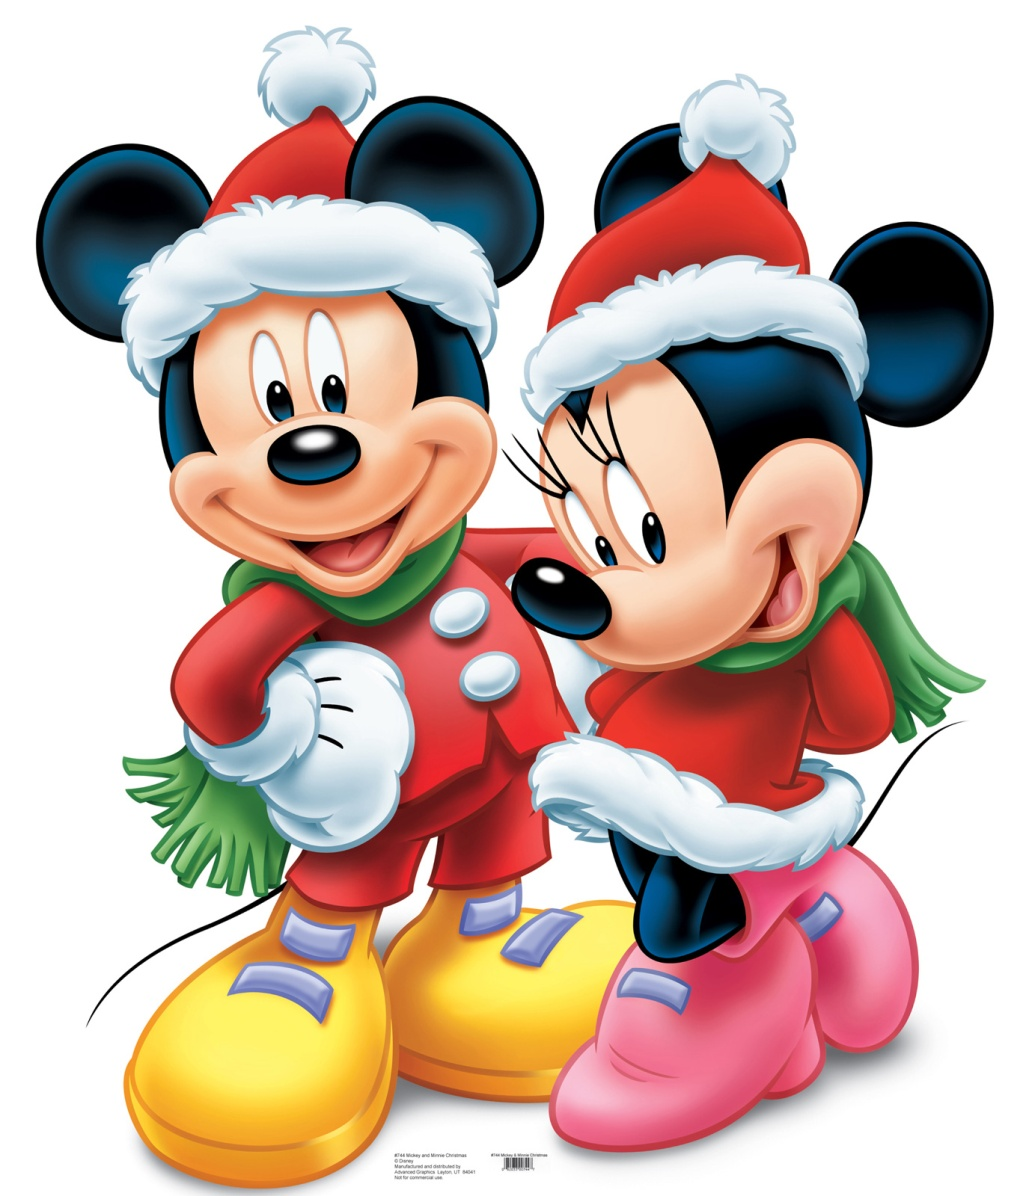 #744 Mickey and Minnie Christmas
© Disney
Manufactured and distributed by
Advanced Graphics Layton, UT 84041
Not for commercial use.
#744 Mickey & Minnie Christmas